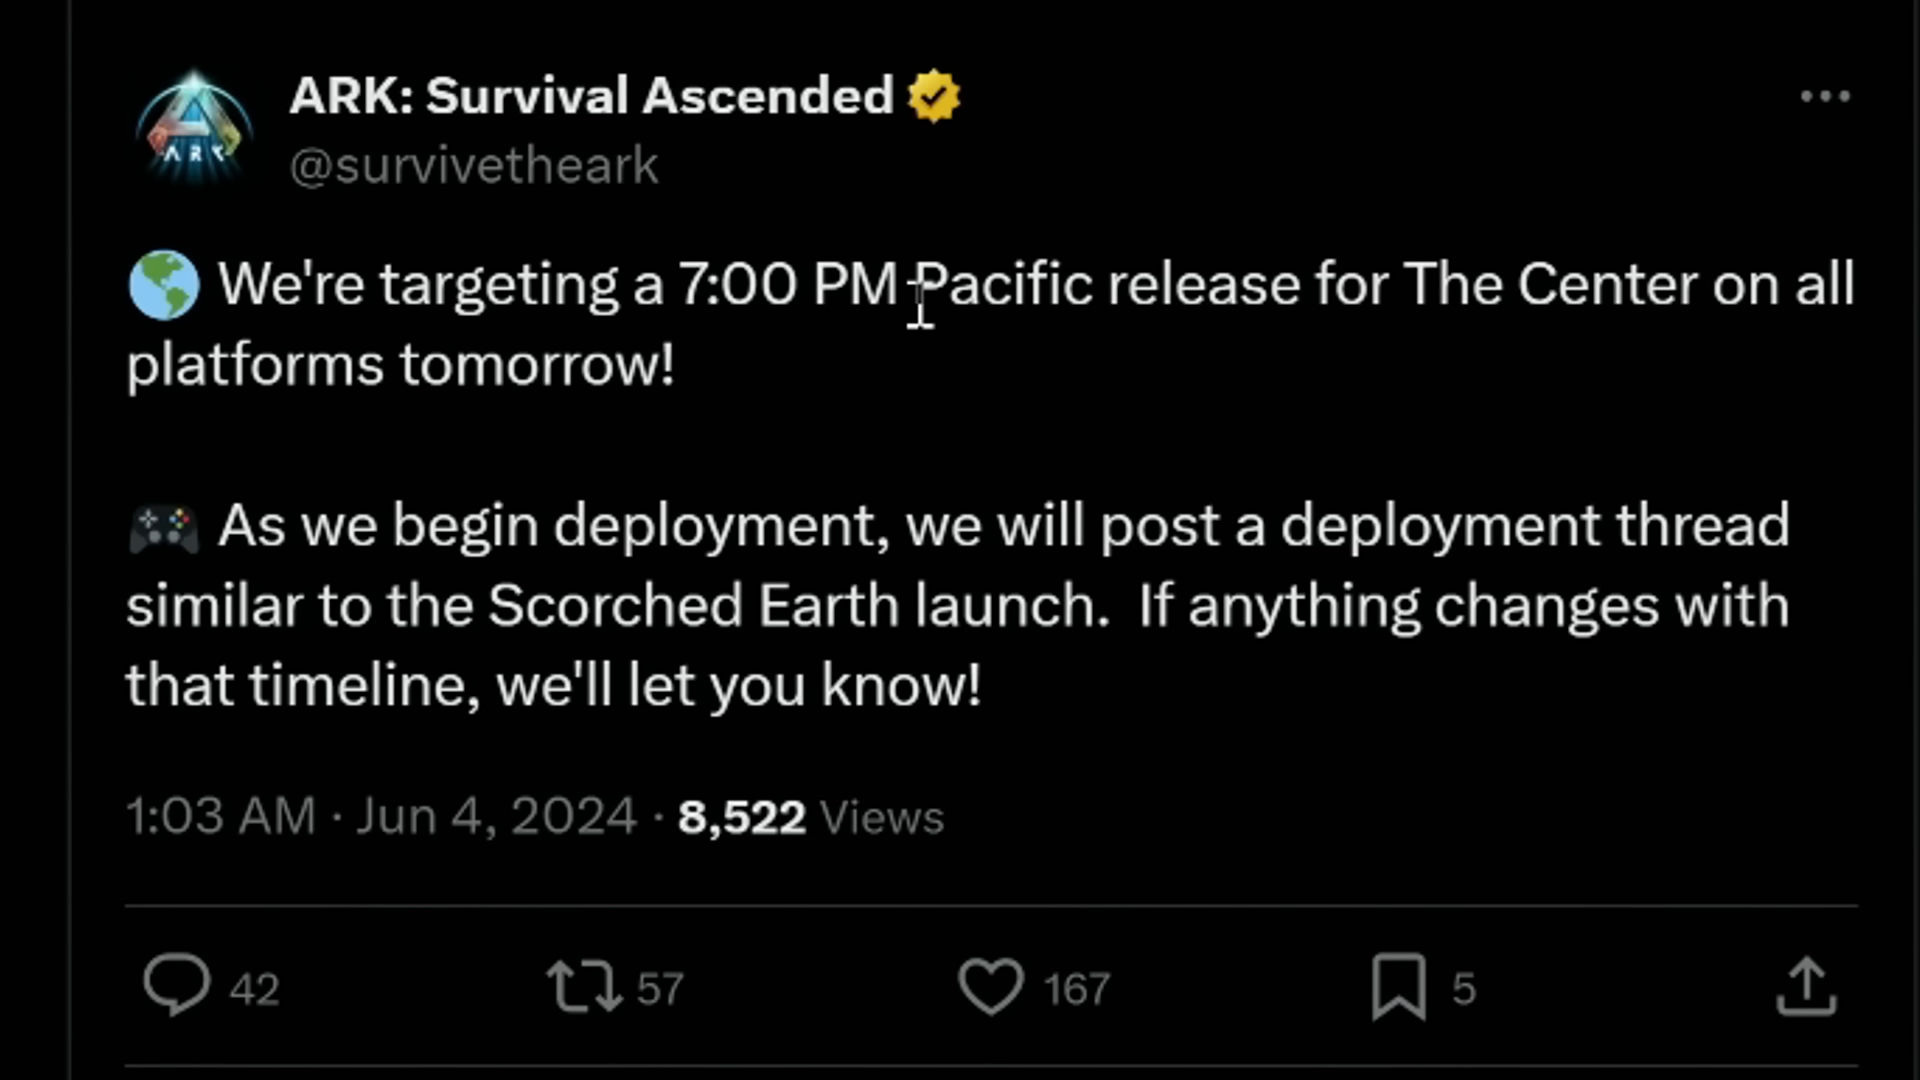 ARK: Survival Ascended
@survivetheark
ARK
🌎 We're targeting a 7:00 PM Pacific release for The Center on all
platforms tomorrow!
🎮 As we begin deployment, we will post a deployment thread
similar to the Scorched Earth launch.  If anything changes with
that timeline, we'll let you know!
1:03 AM · Jun 4, 2024 · 8,522 Views
42 57 167 5